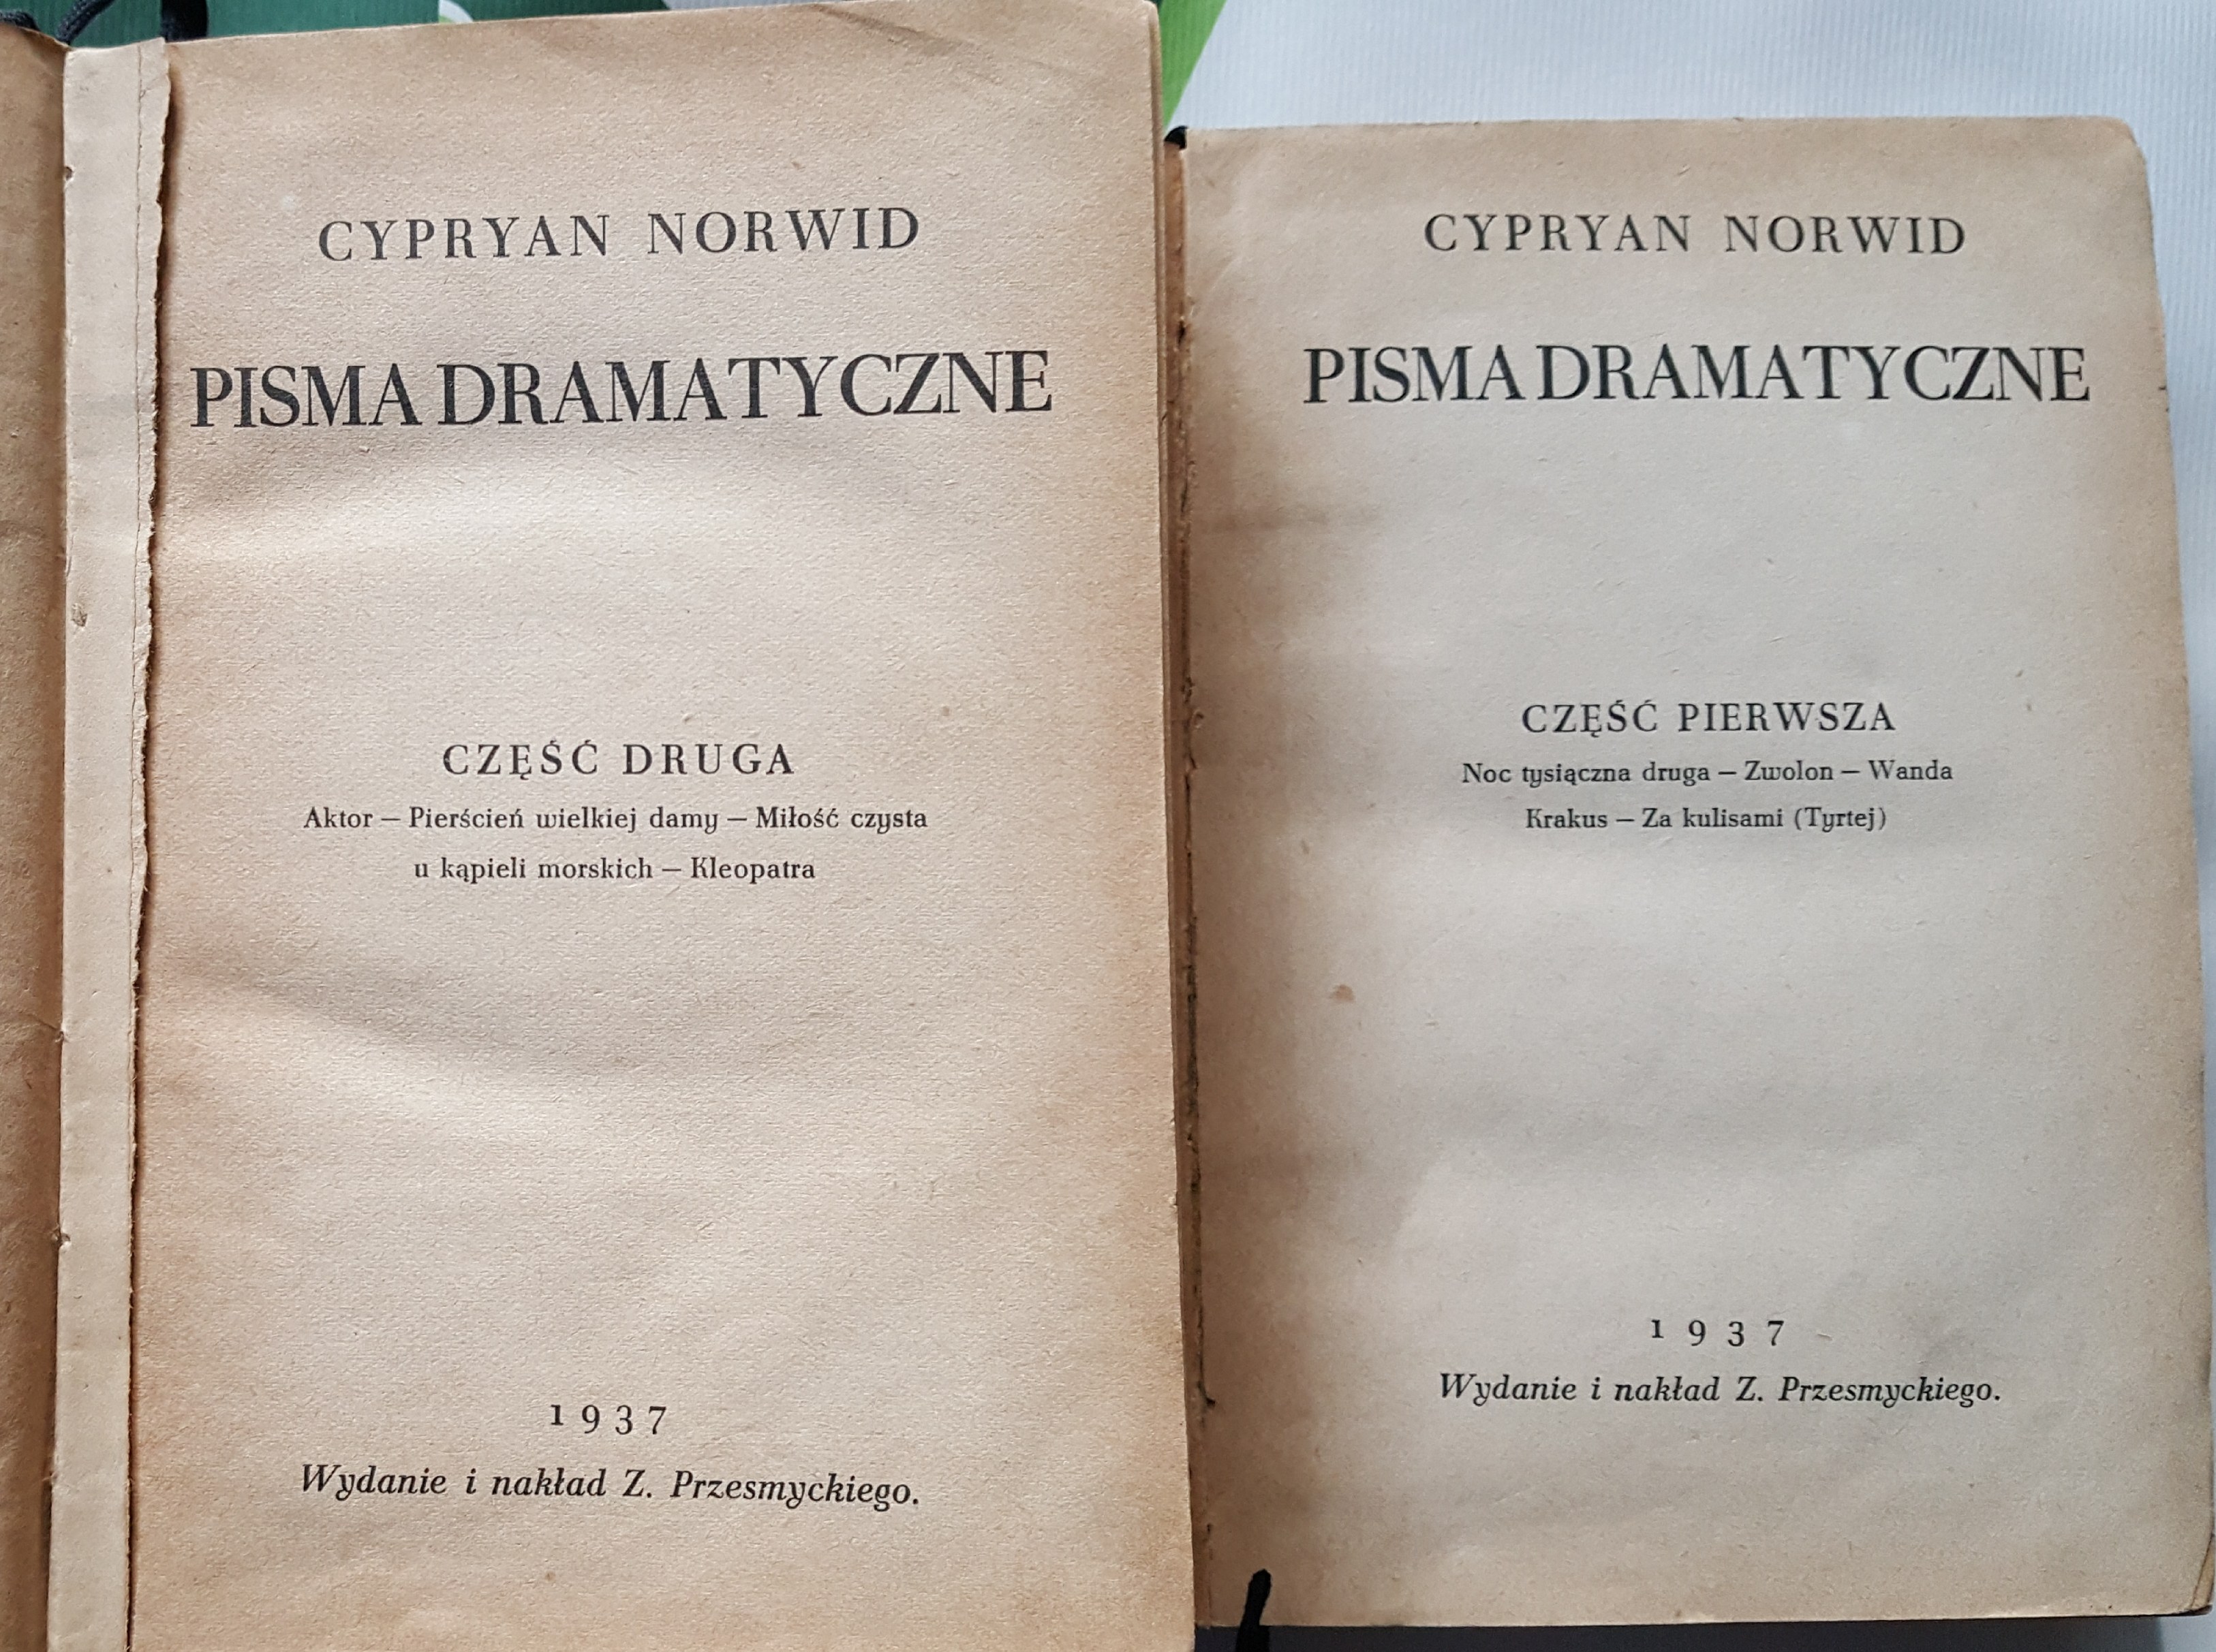 CYPRYAN NORWID
PISMA DRAMATYCZNE
CZĘŚĆ DRUGA
Aktor — Pierścień wielkiej damy — Miłość czysta
u kąpieli morskich — Kleopatra
1937
Wydanie i nakład Z. Przesmyckiego.
CYPRYAN NORWID
PISMA DRAMATYCZNE
CZĘŚĆ PIERWSZA
Noc tysiączna druga — Zwolon — Wanda
Krakus — Za kulisami (Tyrtej)
1937
Wydanie i nakład Z. Przesmyckiego.